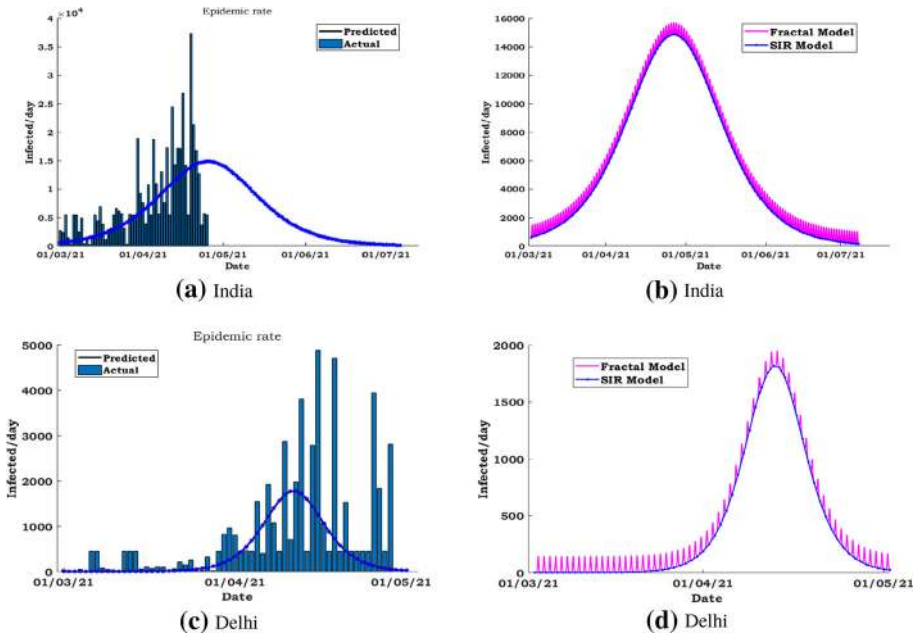 Epidemic rate
×10⁴
4
3.5
3
2.5
2
1.5
1
0.5
0
Infected/day
Predicted
Actual
01/03/21 01/04/21 01/05/21 01/06/21 01/07/21
Date
(a) India
16000
14000
12000
10000
8000
6000
4000
2000
0
Infected/day
Fractal Model
SIR Model
01/03/21 01/04/21 01/05/21 01/06/21 01/07/21
Date
(b) India
Epidemic rate
5000
4000
3000
2000
1000
0
Infected/day
Predicted
Actual
01/03/21 01/04/21 01/05/21
Date
(c) Delhi
2000
1500
1000
500
0
Infected/day
Fractal Model
SIR Model
01/03/21 01/04/21 01/05/21
Date
(d) Delhi